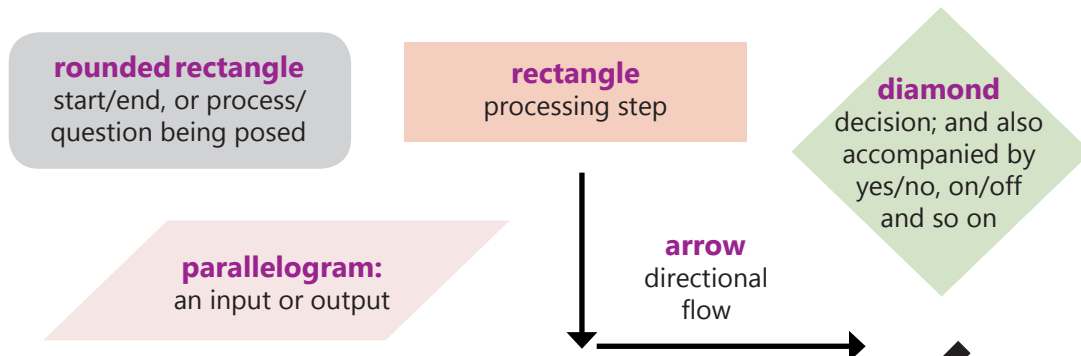 rounded rectangle
start/end, or process/
question being posed
rectangle
processing step
diamond
decision; and also
accompanied by
yes/no, on/off
and so on
parallelogram:
an input or output
arrow
directional
flow